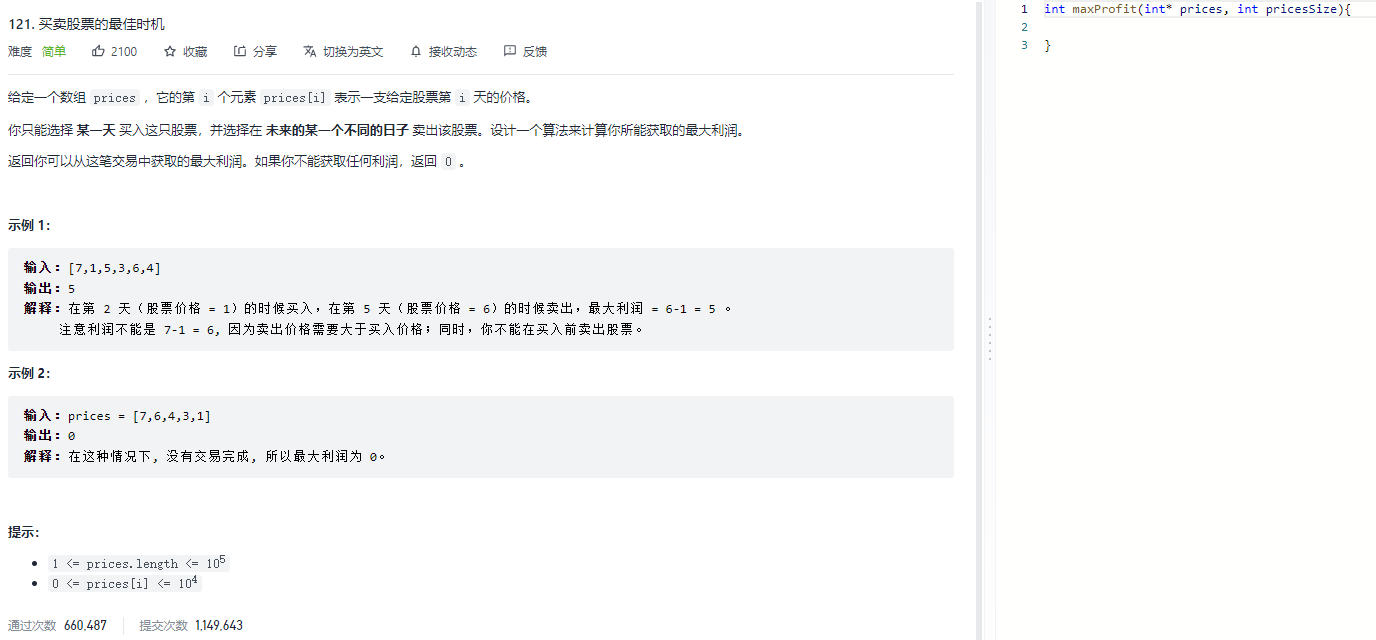 121. 买卖股票的最佳时机
难度 简单 2100 收藏 分享 切换为英文 接收动态 反馈
给定一个数组 prices ，它的第 i 个元素 prices[i] 表示一支给定股票第 i 天的价格。
你只能选择 某一天 买入这只股票，并选择在 未来的某一个不同的日子 卖出该股票。设计一个算法来计算你所能获取的最大利润。
返回你可以从这笔交易中获取的最大利润。如果你不能获取任何利润，返回 0 。
示例 1：
输入：[7,1,5,3,6,4]
输出：5
解释：在第 2 天（股票价格 = 1）的时候买入，在第 5 天（股票价格 = 6）的时候卖出，最大利润 = 6-1 = 5 。
注意利润不能是 7-1 = 6, 因为卖出价格需要大于买入价格；同时，你不能在买入前卖出股票。
示例 2：
输入：prices = [7,6,4,3,1]
输出：0
解释：在这种情况下, 没有交易完成, 所以最大利润为 0。
提示：
1 <= prices.length <= 10⁵
0 <= prices[i] <= 10⁴
通过次数 660,487 提交次数 1,149,643
1 int maxProfit(int* prices, int pricesSize){
2
3 }